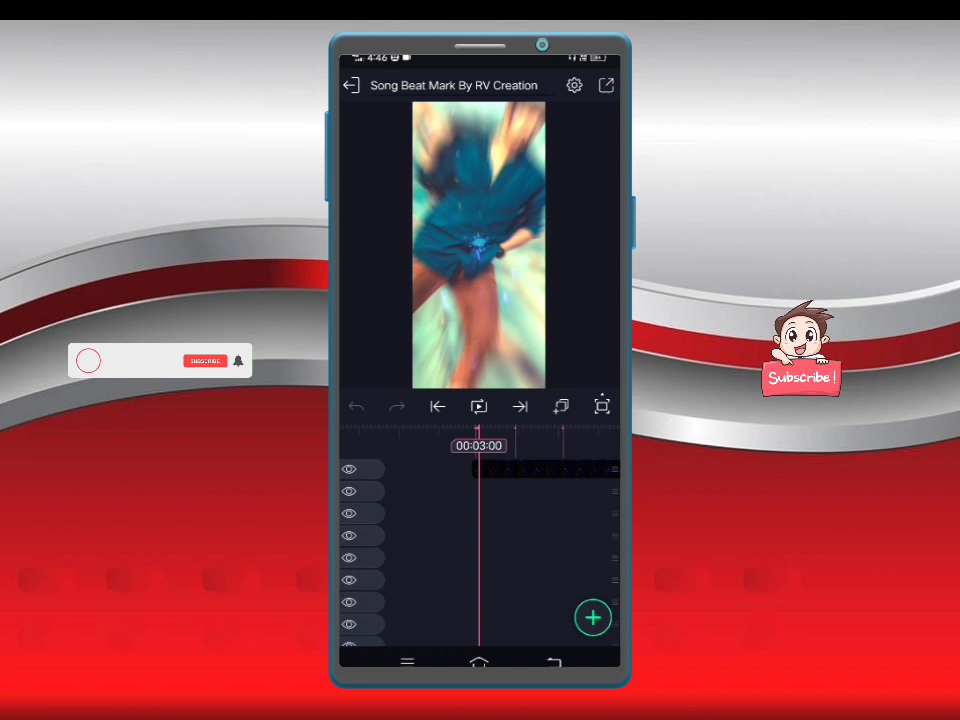 4:46
Song Beat Mark By RV Creation
00:03:00
SUBSCRIBE
Subscribe !